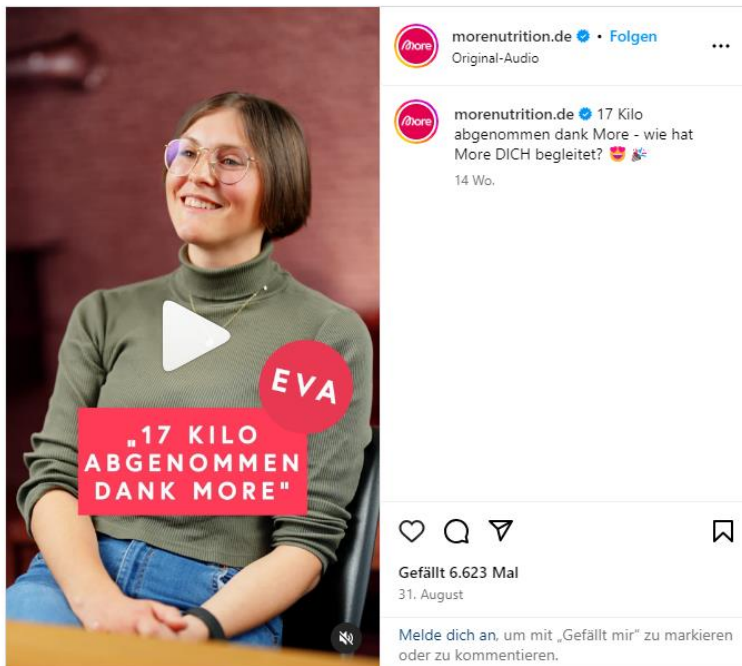 EVA
„17 KILO
ABGENOMMEN
DANK MORE"
More
morenutrition.de • Folgen
Original-Audio
More
morenutrition.de 17 Kilo
abgenommen dank More - wie hat
More DICH begleitet? 😍 🎉
14 Wo.
Gefällt 6.623 Mal
31. August
Melde dich an, um mit „Gefällt mir“ zu markieren
oder zu kommentieren.